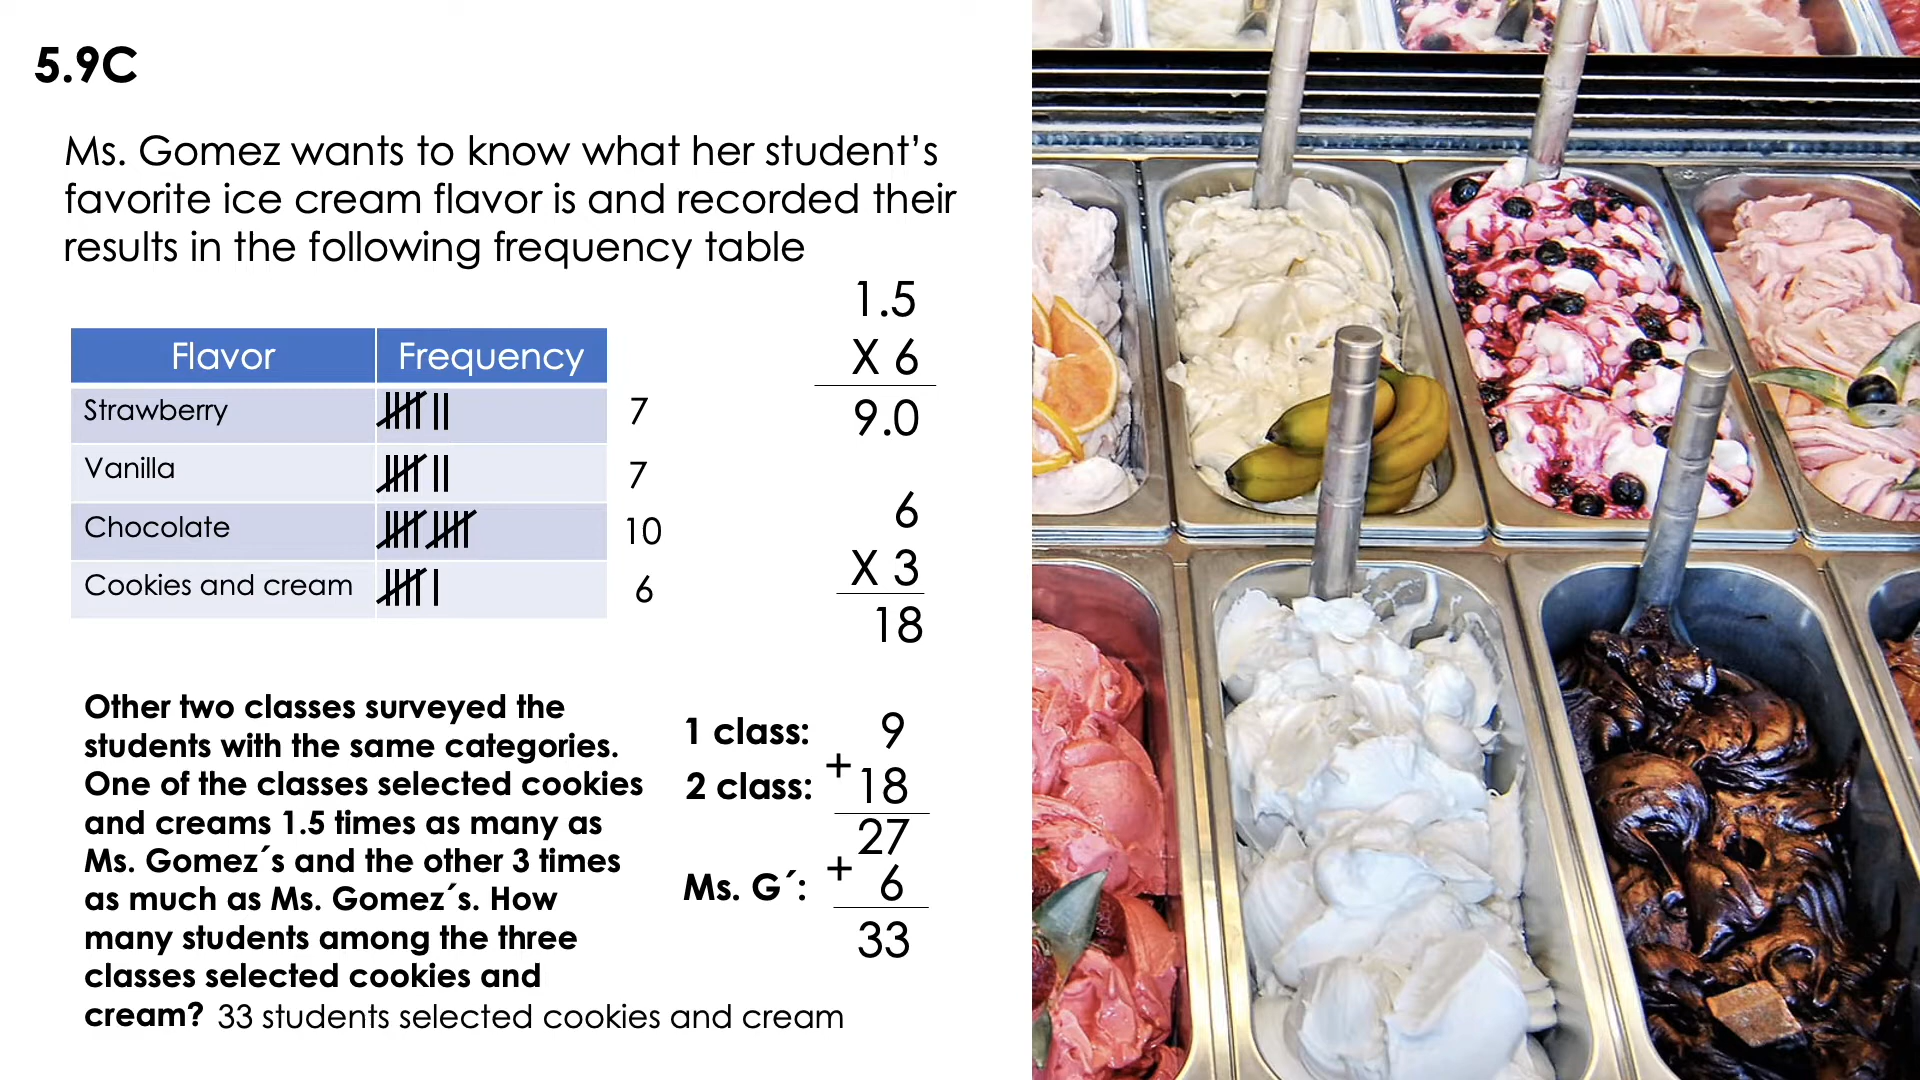 5.9C
Ms. Gomez wants to know what her student’s
favorite ice cream flavor is and recorded their
results in the following frequency table
Flavor Frequency
Strawberry 7
Vanilla 7
Chocolate 10
Cookies and cream 6
1.5
X 6
9.0
6
X 3
18
Other two classes surveyed the
students with the same categories.
One of the classes selected cookies
and creams 1.5 times as many as
Ms. Gomez´s and the other 3 times
as much as Ms. Gomez´s. How
many students among the three
classes selected cookies and
cream? 33 students selected cookies and cream
1 class: 9
+
2 class: 18
27
+
Ms. G´: 6
33